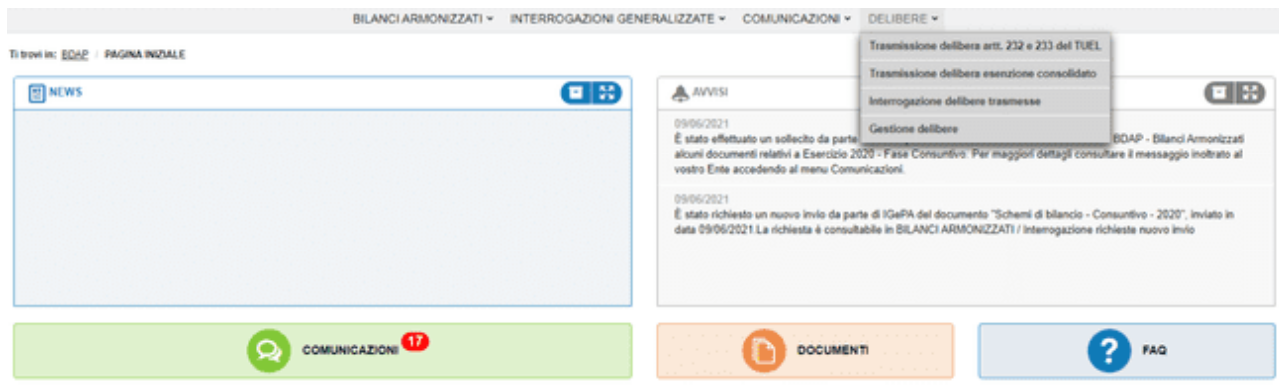 BILANCI ARMONIZZATI INTERROGAZIONI GENERALIZZATE COMUNICAZIONI DELIBERE
Trasmissione delibera artt. 232 e 233 del TUEL
Trasmissione delibera esenzione consolidato
Interrogazione delibere trasmesse
Gestione delibere
Ti trovi in: BDAP / PAGINA INIZIALE
NEWS
AVVISI
09/06/2021
È stato effettuato un sollecito da parte BDAP - Bilanci Armonizzati
alcuni documenti relativi a Esercizio 2020 - Fase Consuntivo. Per maggiori dettagli consultare il messaggio inoltrato al
vostro Ente accedendo al menu Comunicazioni.
09/06/2021
È stato richiesto un nuovo invio da parte di IGePA del documento "Schemi di bilancio - Consuntivo - 2020", inviato in
data 09/06/2021.La richiesta è consultabile in BILANCI ARMONIZZATI / Interrogazione richieste nuovo invio
COMUNICAZIONI 17
DOCUMENTI
? FAQ